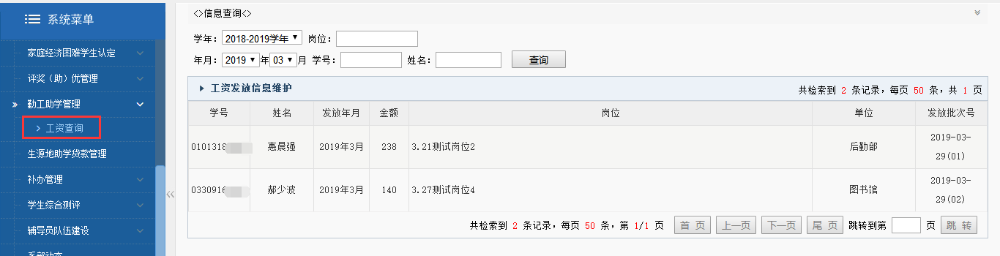 系统菜单
家庭经济困难学生认定
评奖（助）优管理
勤工助学管理
工资查询
生源地助学贷款管理
补办管理
学生综合测评
辅导员队伍建设
<>信息查询<>
学年：2018-2019学年 岗位：
年月：2019年03月 学号： 姓名： 查询
工资发放信息维护 共检索到 2 条记录，每页 50 条，共 1 页
学号 姓名 发放年月 金额 岗位 单位 发放批次号
0101318 惠晨强 2019年3月 238 3.21测试岗位2 后勤部 2019-03-
29(01)
0330916 郝少波 2019年3月 140 3.27测试岗位4 图书馆 2019-03-
29(02)
共检索到 2 条记录，每页 50 条，第 1/1 页 首 页 上一页 下一页 尾 页 跳转到第 页 跳 转